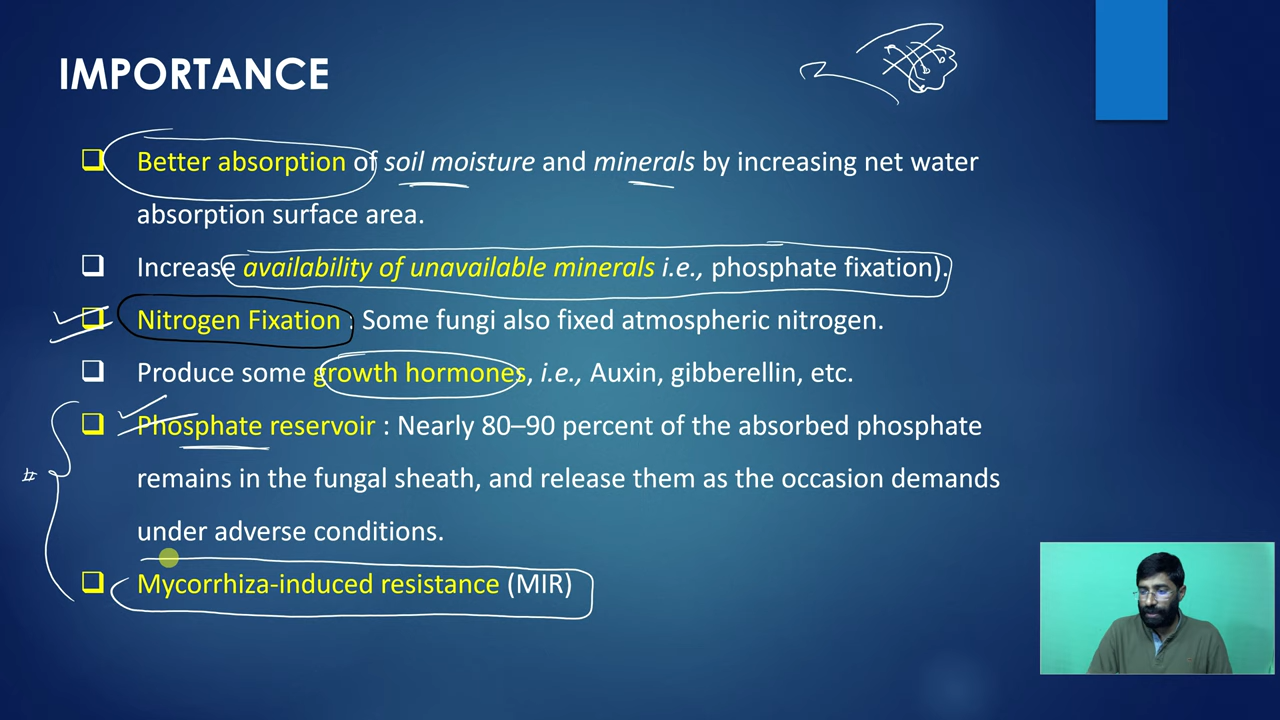 IMPORTANCE
Better absorption of soil moisture and minerals by increasing net water
absorption surface area.
Increase availability of unavailable minerals i.e., phosphate fixation).
Nitrogen Fixation : Some fungi also fixed atmospheric nitrogen.
Produce some growth hormones, i.e., Auxin, gibberellin, etc.
Phosphate reservoir : Nearly 80–90 percent of the absorbed phosphate
remains in the fungal sheath, and release them as the occasion demands
under adverse conditions.
Mycorrhiza-induced resistance (MIR)